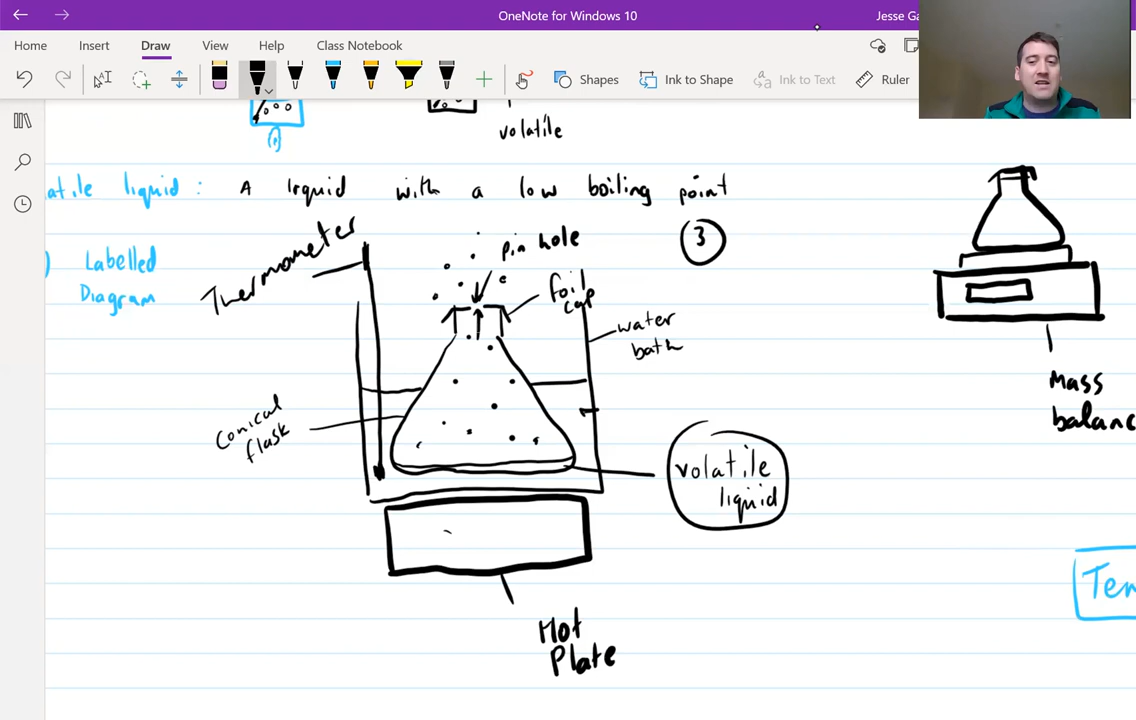 OneNote for Windows 10
Jesse Ga
Home Insert Draw View Help Class Notebook
Shapes Ink to Shape Ink to Text Ruler
volatile
atile liquid: A liquid with a low boiling point
3
pin hole
Thermometer
Labelled
Diagram
foil
cap
water
bath
Conical
flask
volatile
liquid
Mass
balanc
Hot
Plate
Tem